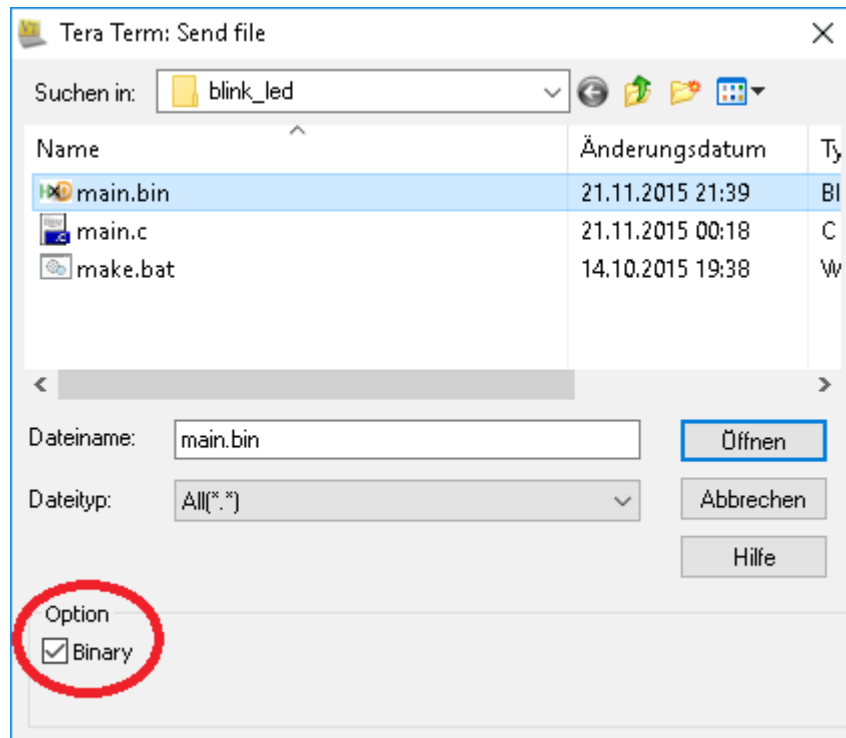 Tera Term: Send file
Suchen in: blink_led
Name Änderungsdatum
main.bin 21.11.2015 21:39
main.c 21.11.2015 00:18 C
make.bat 14.10.2015 19:38
Dateiname: main.bin Öffnen
Dateityp: All(*.*) Abbrechen
Hilfe
Option
Binary